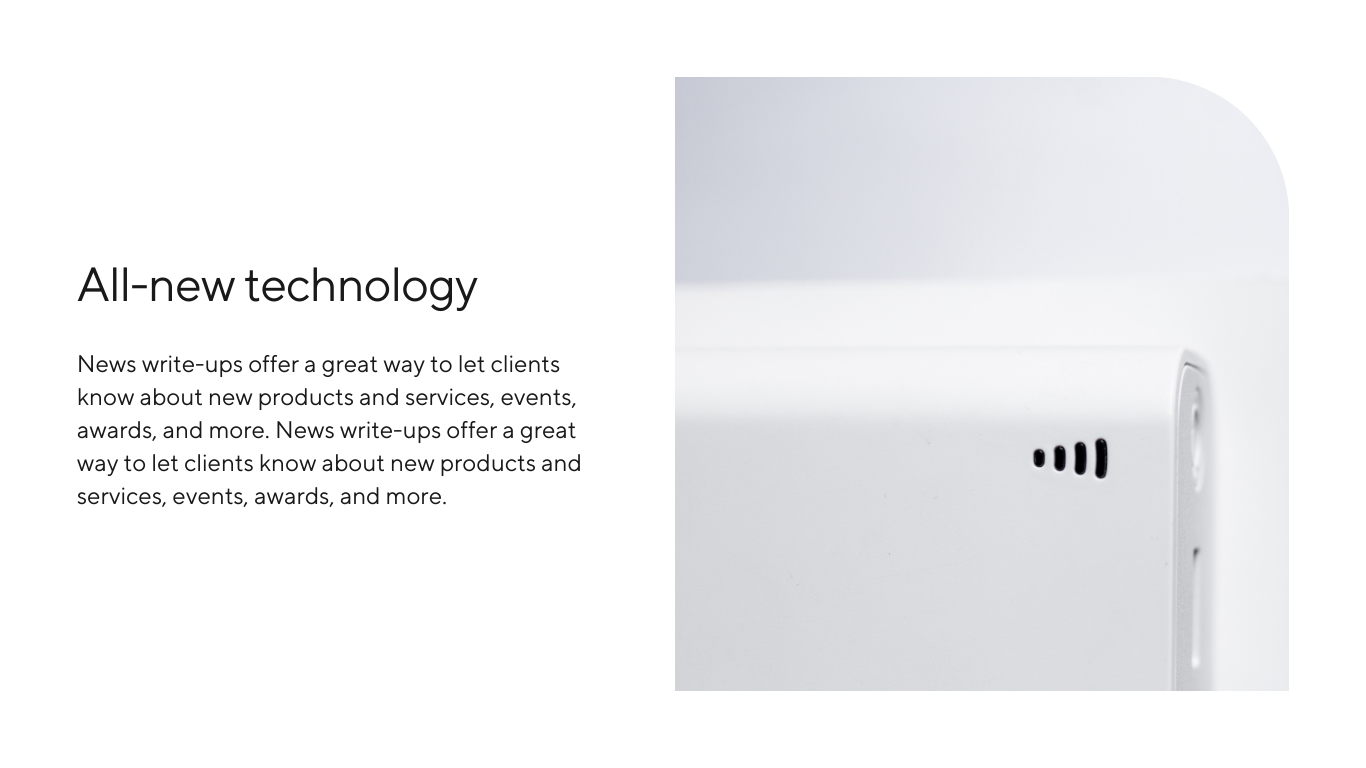 All-new technology
News write-ups offer a great way to let clients
know about new products and services, events,
awards, and more. News write-ups offer a great
way to let clients know about new products and
services, events, awards, and more.